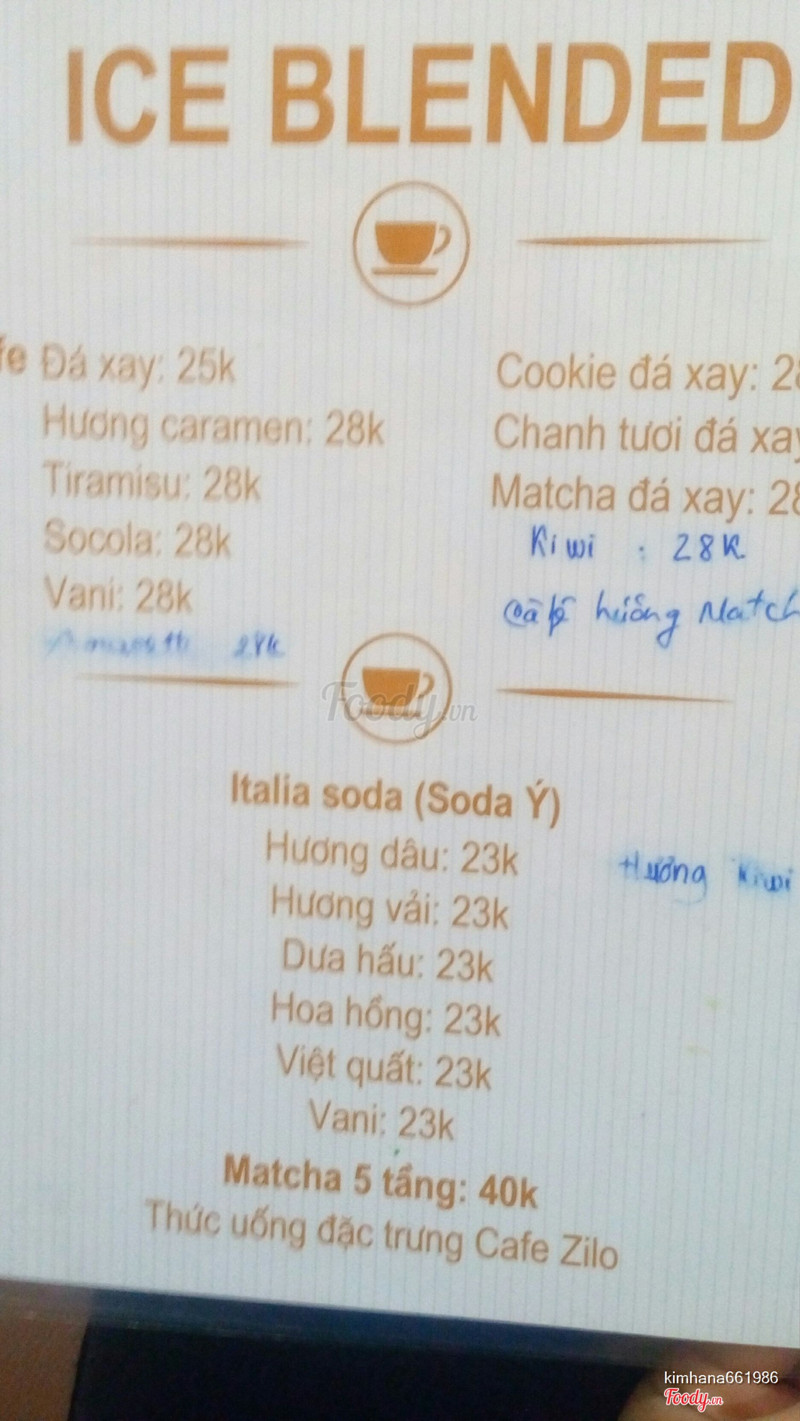 ICE BLENDED
Đá xay: 25k
Hương caramen: 28k
Tiramisu: 28k
Socola: 28k
Vani: 28k
28k
Cookie đá xay:
Chanh tươi đá xay
Matcha đá xay:
Kiwi : 28K
hương Match
Foody.vn
Italia soda (Soda Ý)
Hương dâu: 23k
Hương Kiwi
Hương vải: 23k
Dưa hấu: 23k
Hoa hồng: 23k
Việt quất: 23k
Vani: 23k
Matcha 5 tầng: 40k
Thức uống đặc trưng Cafe Zilo
kimhana661986
Foody.vn